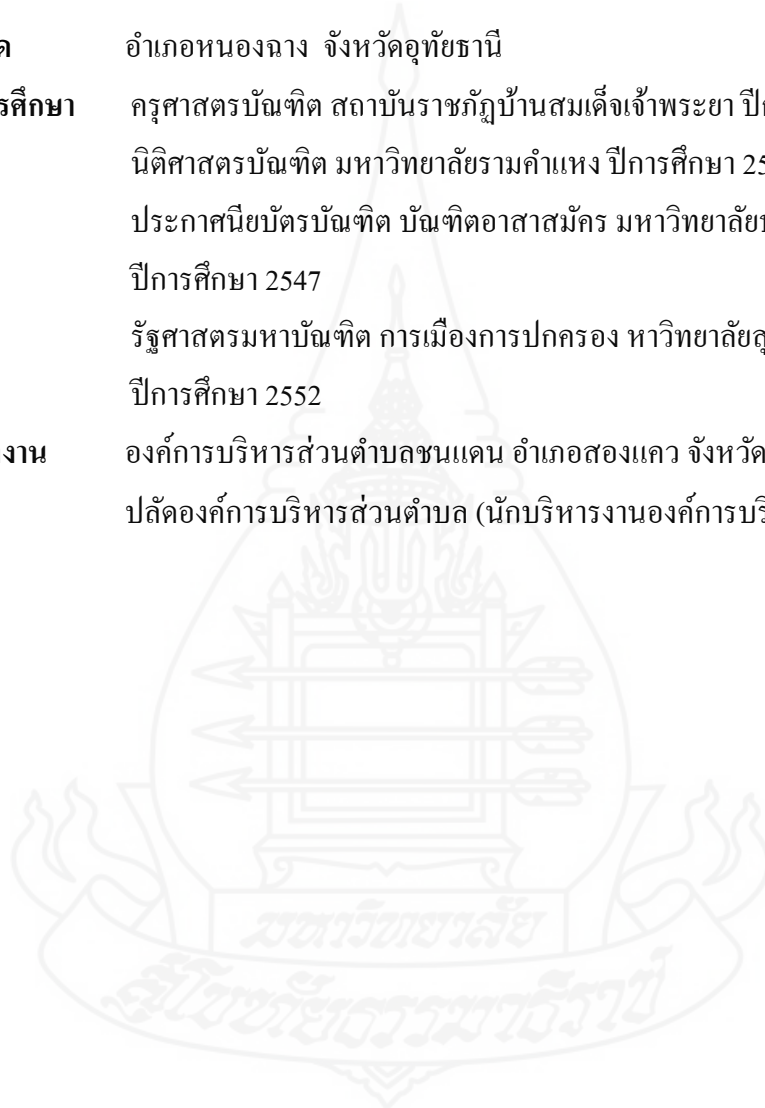 ด อำเภอหนองฉาง จังหวัดอุทัยธานี
รศึกษา ครุศาสตรบัณฑิต สถาบันราชภัฏบ้านสมเด็จเจ้าพระยา
นิติศาสตรบัณฑิต มหาวิทยาลัยรามคำแหง ปีการศึกษา 25
ประกาศนียบัตรบัณฑิต บัณฑิตอาสาสมัคร
ปีการศึกษา 2547
รัฐศาสตรมหาบัณฑิต การเมืองการปกครอง หาวิทยาลัยสุ
ปีการศึกษา 2552
งาน องค์การบริหารส่วนตำบลชนแดน อำเภอสองแคว จังหวัด
ปลัดองค์การบริหารส่วนตำบล (นักบริหารงานองค์การบริ
มหาวิทยาลัย
สุโขทัยธรรมาธิราช